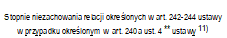 Stopnie niezachowania relacji określonych w art. 242-244 ustawy
w przypadku określonym w art. 240a ust. 4 ** ustawy 11)